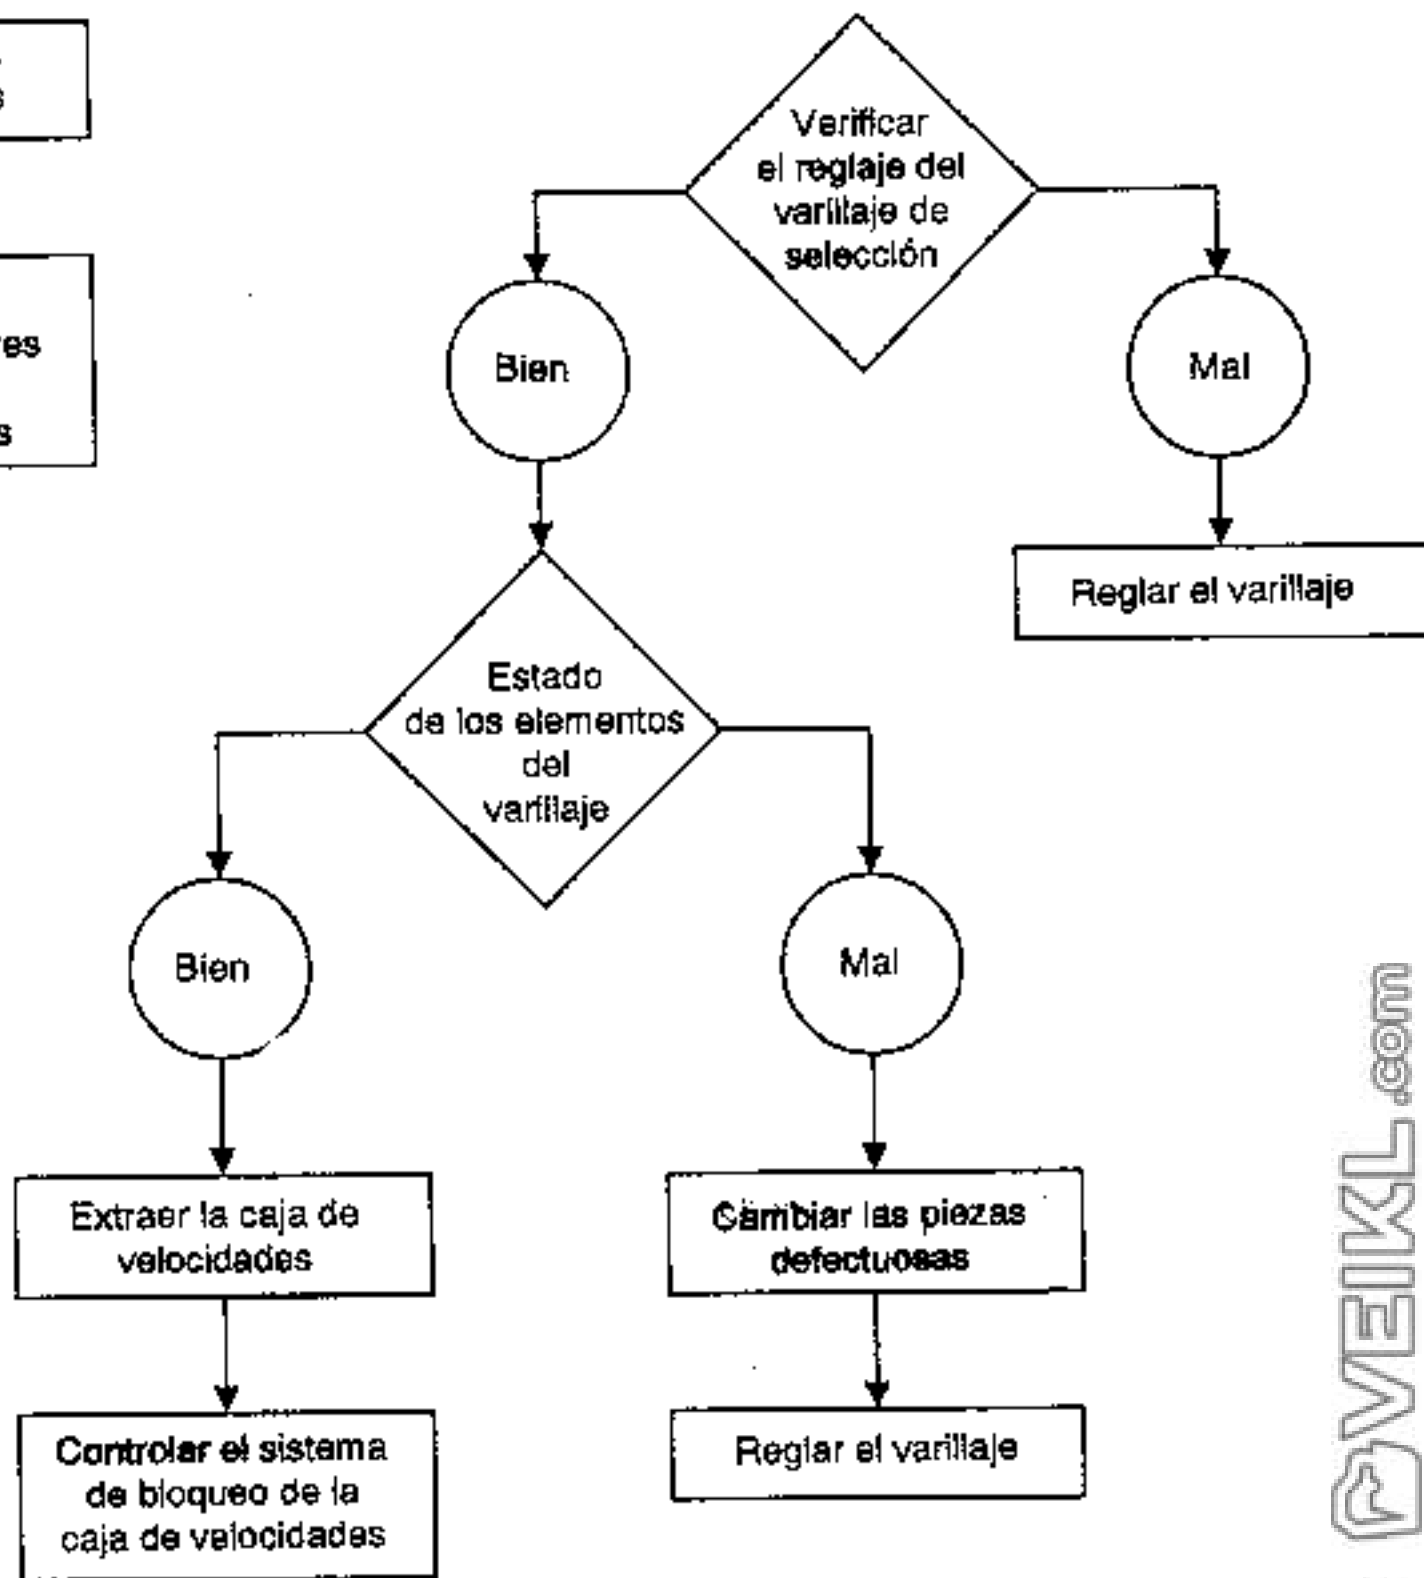 Verificar
el reglaje del
varillaje de
selección
Bien
Mal
Reglar el varillaje
Estado
de los elementos
del
varillaje
Bien
Mal
Extraer la caja de
velocidades
Cambiar las piezas
defectuosas
Controlar el sistema
de bloqueo de la
caja de velocidades
Reglar el varillaje
VEIKL.com